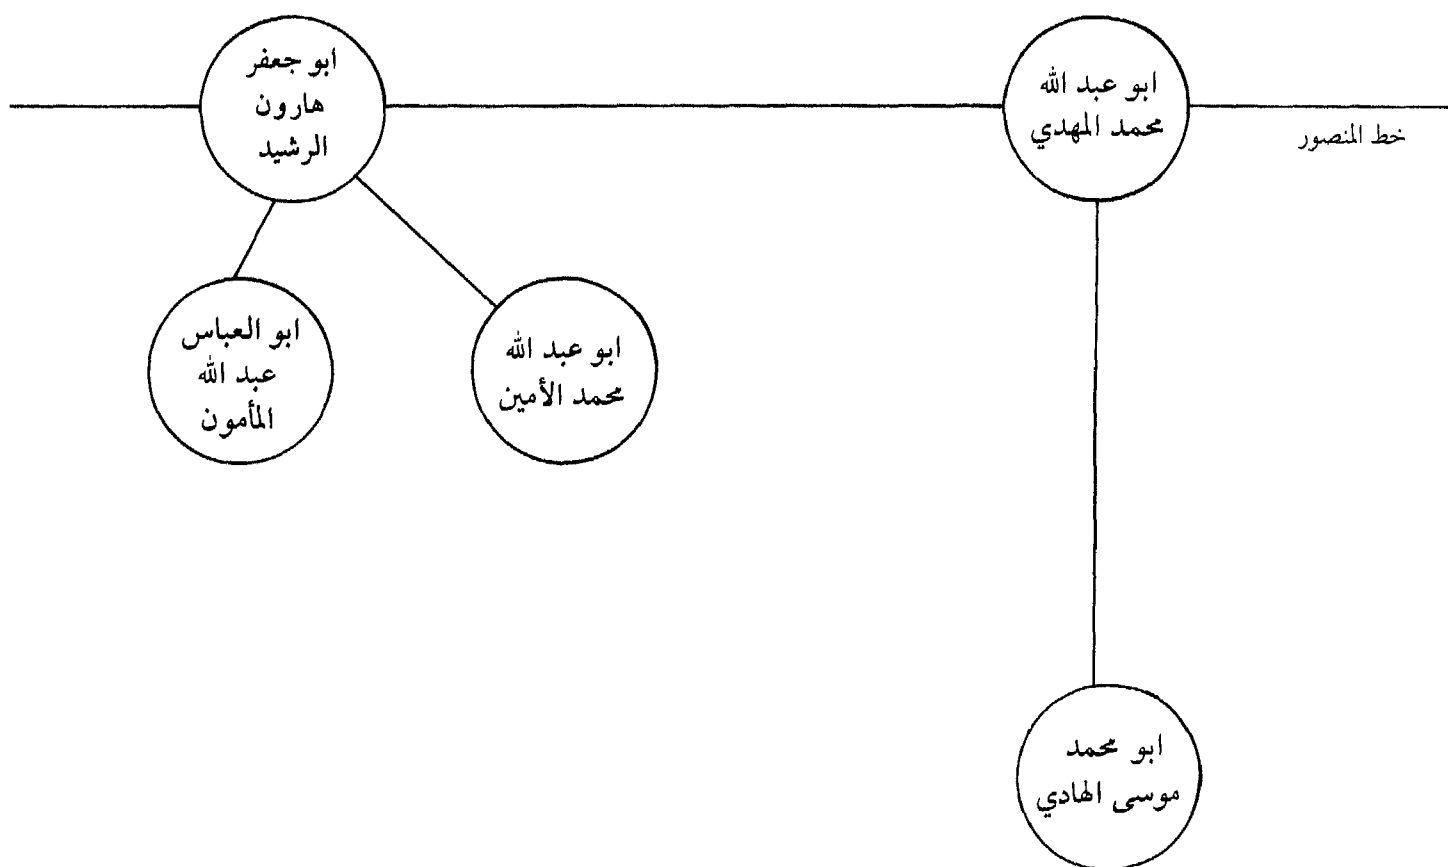 ابو عبد الله
محمد المهدي
خط المنصور
ابو جعفر
هارون
الرشيد
ابو عبد الله
محمد الأمين
ابو العباس
عبد الله
المأمون
ابو محمد
موسى الهادي